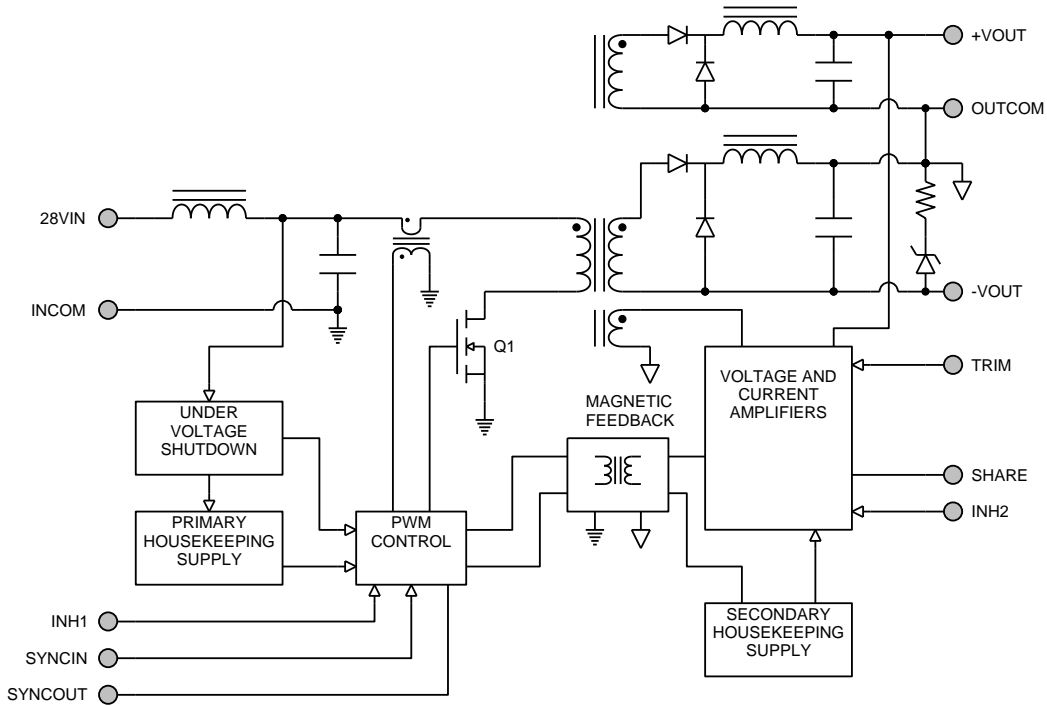 +VOUT
OUTCOM
28VIN
INCOM
-VOUT
Q1
TRIM
VOLTAGE AND
CURRENT
AMPLIFIERS
MAGNETIC
FEEDBACK
UNDER
VOLTAGE
SHUTDOWN
SHARE
INH2
PRIMARY
HOUSEKEEPING
SUPPLY
PWM
CONTROL
INH1
SYNCIN
SYNCOUT
SECONDARY
HOUSEKEEPING
SUPPLY